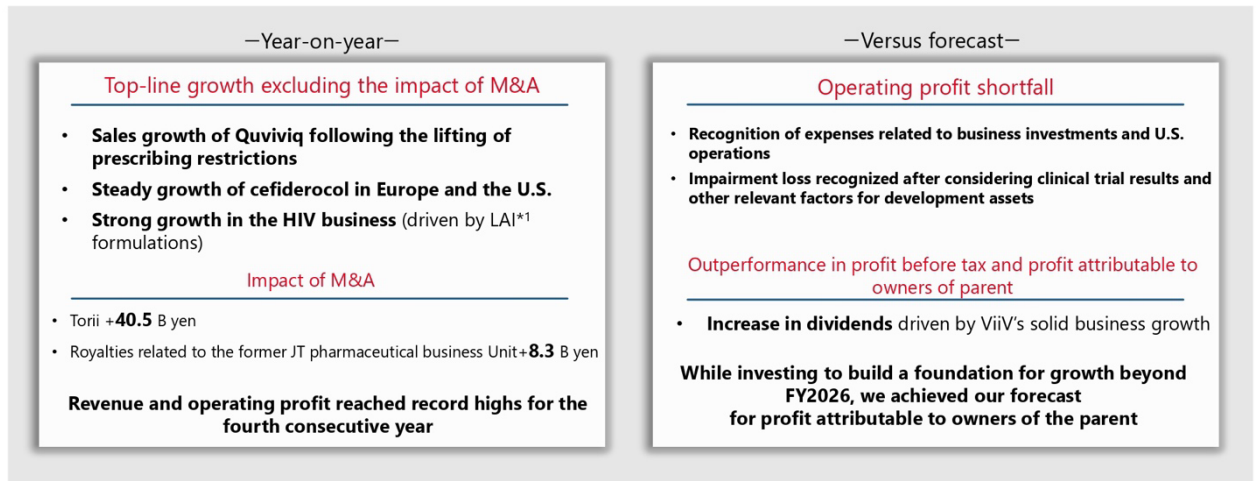 —Year-on-year—
Top-line growth excluding the impact of M&A
• Sales growth of Quviviq following the lifting of
prescribing restrictions
• Steady growth of cefiderocol in Europe and the U.S.
• Strong growth in the HIV business (driven by LAI*1
formulations)
Impact of M&A
• Torii +40.5 B yen
• Royalties related to the former JT pharmaceutical business Unit+8.3 B yen
Revenue and operating profit reached record highs for the
fourth consecutive year
—Versus forecast—
Operating profit shortfall
• Recognition of expenses related to business investments and U.S.
operations
• Impairment loss recognized after considering clinical trial results and
other relevant factors for development assets
Outperformance in profit before tax and profit attributable to
owners of parent
• Increase in dividends driven by ViiV's solid business growth
While investing to build a foundation for growth beyond
FY2026, we achieved our forecast
for profit attributable to owners of the parent